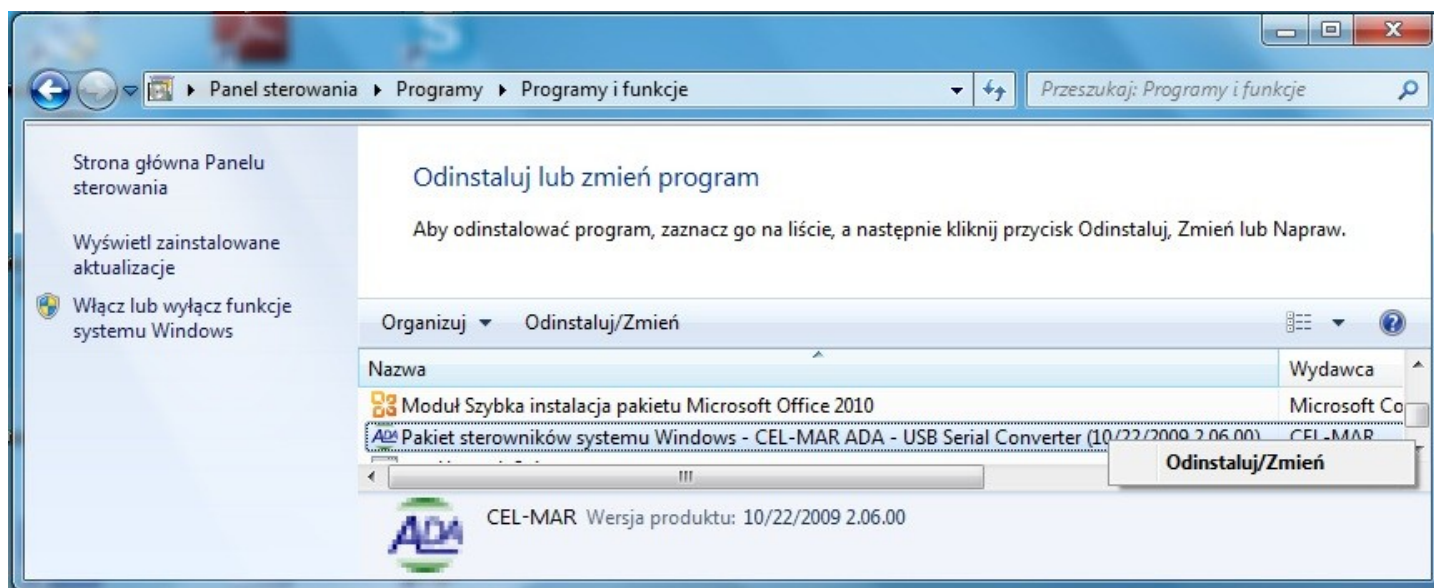 Panel sterowania ▸ Programy ▸ Programy i funkcje
Przeszukaj: Programy i funkcje
Strona główna Panelu
sterowania
Wyświetl zainstalowane
aktualizacje
Włącz lub wyłącz funkcje
systemu Windows
Odinstaluj lub zmień program
Aby odinstalować program, zaznacz go na liście, a następnie kliknij przycisk Odinstaluj, Zmień lub Napraw.
Organizuj Odinstaluj/Zmień
Nazwa Wydawca
Moduł Szybka instalacja pakietu Microsoft Office 2010 Microsoft Co
ADA Pakiet sterowników systemu Windows - CEL-MAR ADA - USB Serial Converter (10/22/2009 2.06.00) CEL-MAR
Odinstaluj/Zmień
ADA CEL-MAR Wersja produktu: 10/22/2009 2.06.00